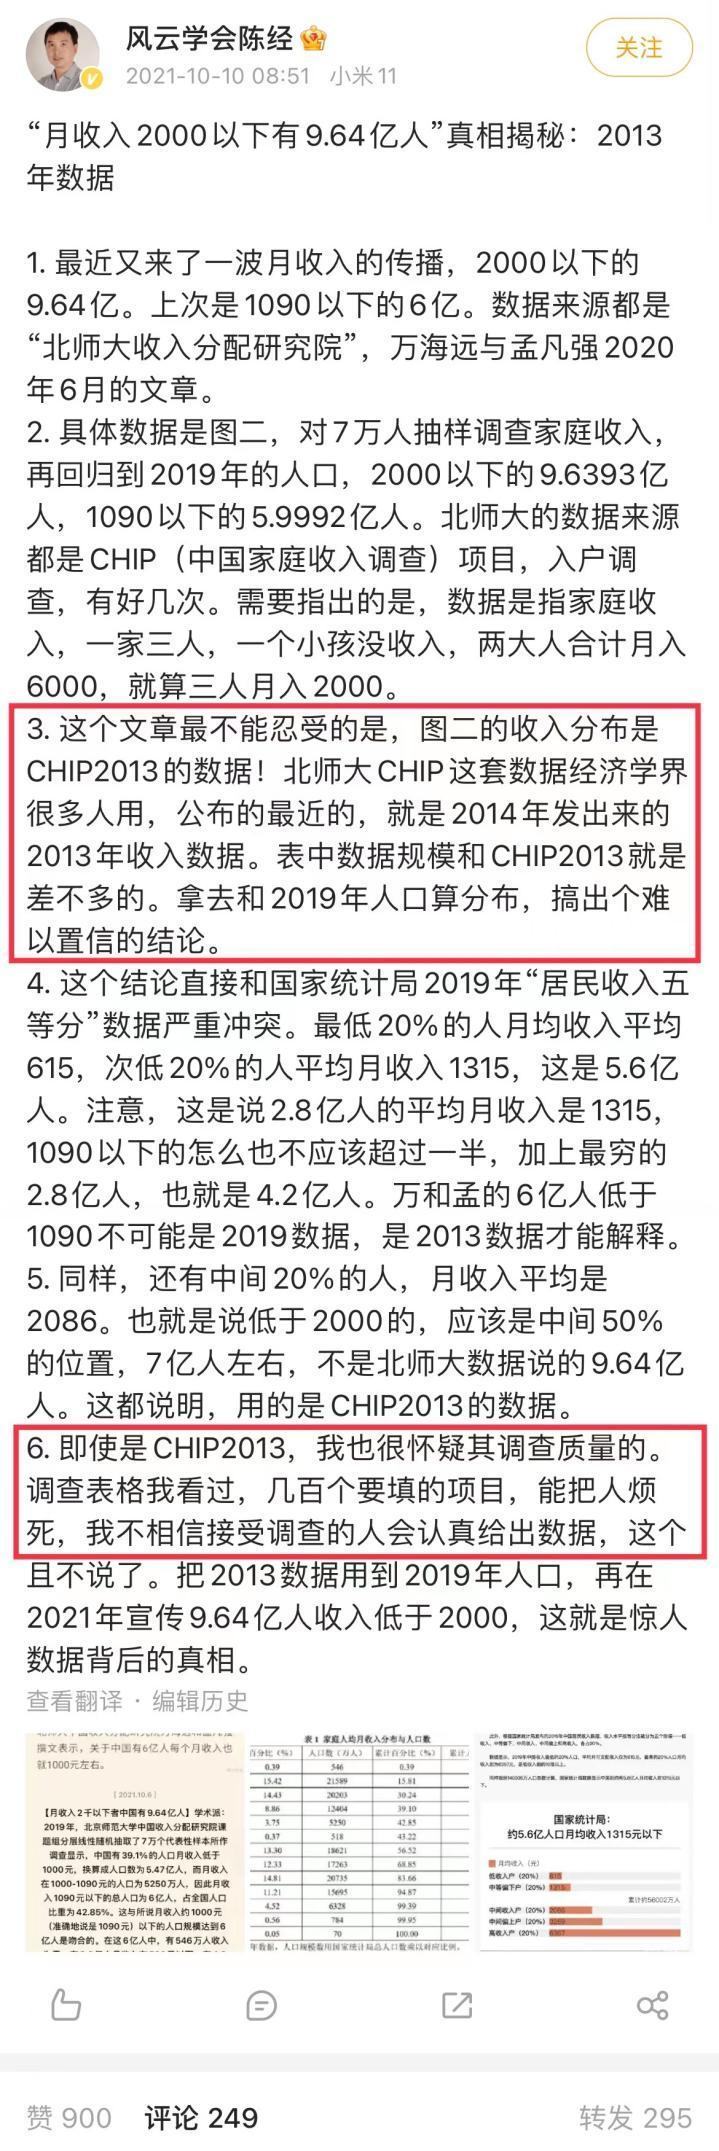 风云学会陈经
关注
2021-10-10 08:51 小米11
“月收入2000以下有9.64亿人”真相揭秘：2013
年数据
1. 最近又来了一波月收入的传播，2000以下的
9.64亿。上次是1090以下的6亿。数据来源都是
“北师大收入分配研究院”，万海远与孟凡强2020
年6月的文章。
2. 具体数据是图二，对7万人抽样调查家庭收入，
再回归到2019年的人口，2000以下的9.6393亿
人，1090以下的5.9992亿人。北师大的数据来源
都是CHIP（中国家庭收入调查）项目，入户调
查，有好几次。需要指出的是，数据是指家庭收
入，一家三人，一个小孩没收入，两大人合计月入
6000，就算三人月入2000。
3. 这个文章最不能忍受的是，图二的收入分布是
CHIP2013的数据！北师大CHIP这套数据经济学界
很多人用，公布的最近的，就是2014年发出来的
2013年收入数据。表中数据规模和CHIP2013就是
差不多的。拿去和2019年人口算分布，搞出个难
以置信的结论。
4. 这个结论直接和国家统计局2019年“居民收入五
等分”数据严重冲突。最低20%的人月均收入平均
615，次低20%的人平均月收入1315，这是5.6亿
人。注意，这是说2.8亿人的平均月收入是1315，
1090以下的怎么也不应该超过一半，加上最穷的
2.8亿人，也就是4.2亿人。万和孟的6亿人低于
1090不可能是2019数据，是2013数据才能解释。
5. 同样，还有中间20%的人，月收入平均是
2086。也就是说低于2000的，应该是中间50%
的位置，7亿人左右，不是北师大数据说的9.64亿
人。这都说明，用的是CHIP2013的数据。
6. 即使是CHIP2013，我也很怀疑其调查质量的。
调查表格我看过，几百个要填的项目，能把人烦
死，我不相信接受调查的人会认真给出数据，这个
且不说了。把2013数据用到2019年人口，再在
2021年宣传9.64亿人收入低于2000，这就是惊人
数据背后的真相。
查看翻译 · 编辑历史
撰文表示，关于中国有6亿人每个月收入也
就1000元左右。
[ 2021.10.6 ]
【月收入2千以下者中国有9.64亿人】学术派：
2019年，北京师范大学中国收入分配研究院课
题组分层线性随机抽取了7万个代表性样本所作
调查显示，中国有39.1%的人口月收入低于
1000元，换算成人口数为5.47亿人，而月收入
在1000-1090元的人口为5250万人，因此月收
入1090元以下的总人口为6亿人，占全国人口
比重为42.85%。这与所说月收入约1000元
（准确地说是1090元）以下的人口规模达到6
亿人是吻合的。在这6亿人中，有546万人收入
表 1 家庭人均月收入分布与人口数
百分比（%） 人口数（万人） 累计百分比（%） 累计
0.39 546 0.39
15.42 21589 15.81
14.43 20203 30.24
8.86 12404 39.10
3.75 5250 42.85
0.37 518 43.22
13.30 18621 56.52
12.33 17263 68.85
14.81 20735 83.66
11.21 15695 94.87
4.52 6328 99.39
0.56 784 99.95
0.05 70 100.00
年数据，人口规模数用国家统计局总人口数乘以对应比例。
国家统计局：
约5.6亿人口月均收入1315元以下
月均收入（元）
低收入户（20%） 615
中等偏下户（20%） 1315
累计约56002万人
中间收入户（20%） 2086
中间偏上户（20%） 3269
高收入户（20%） 6367
赞 900 评论 249 转发 295